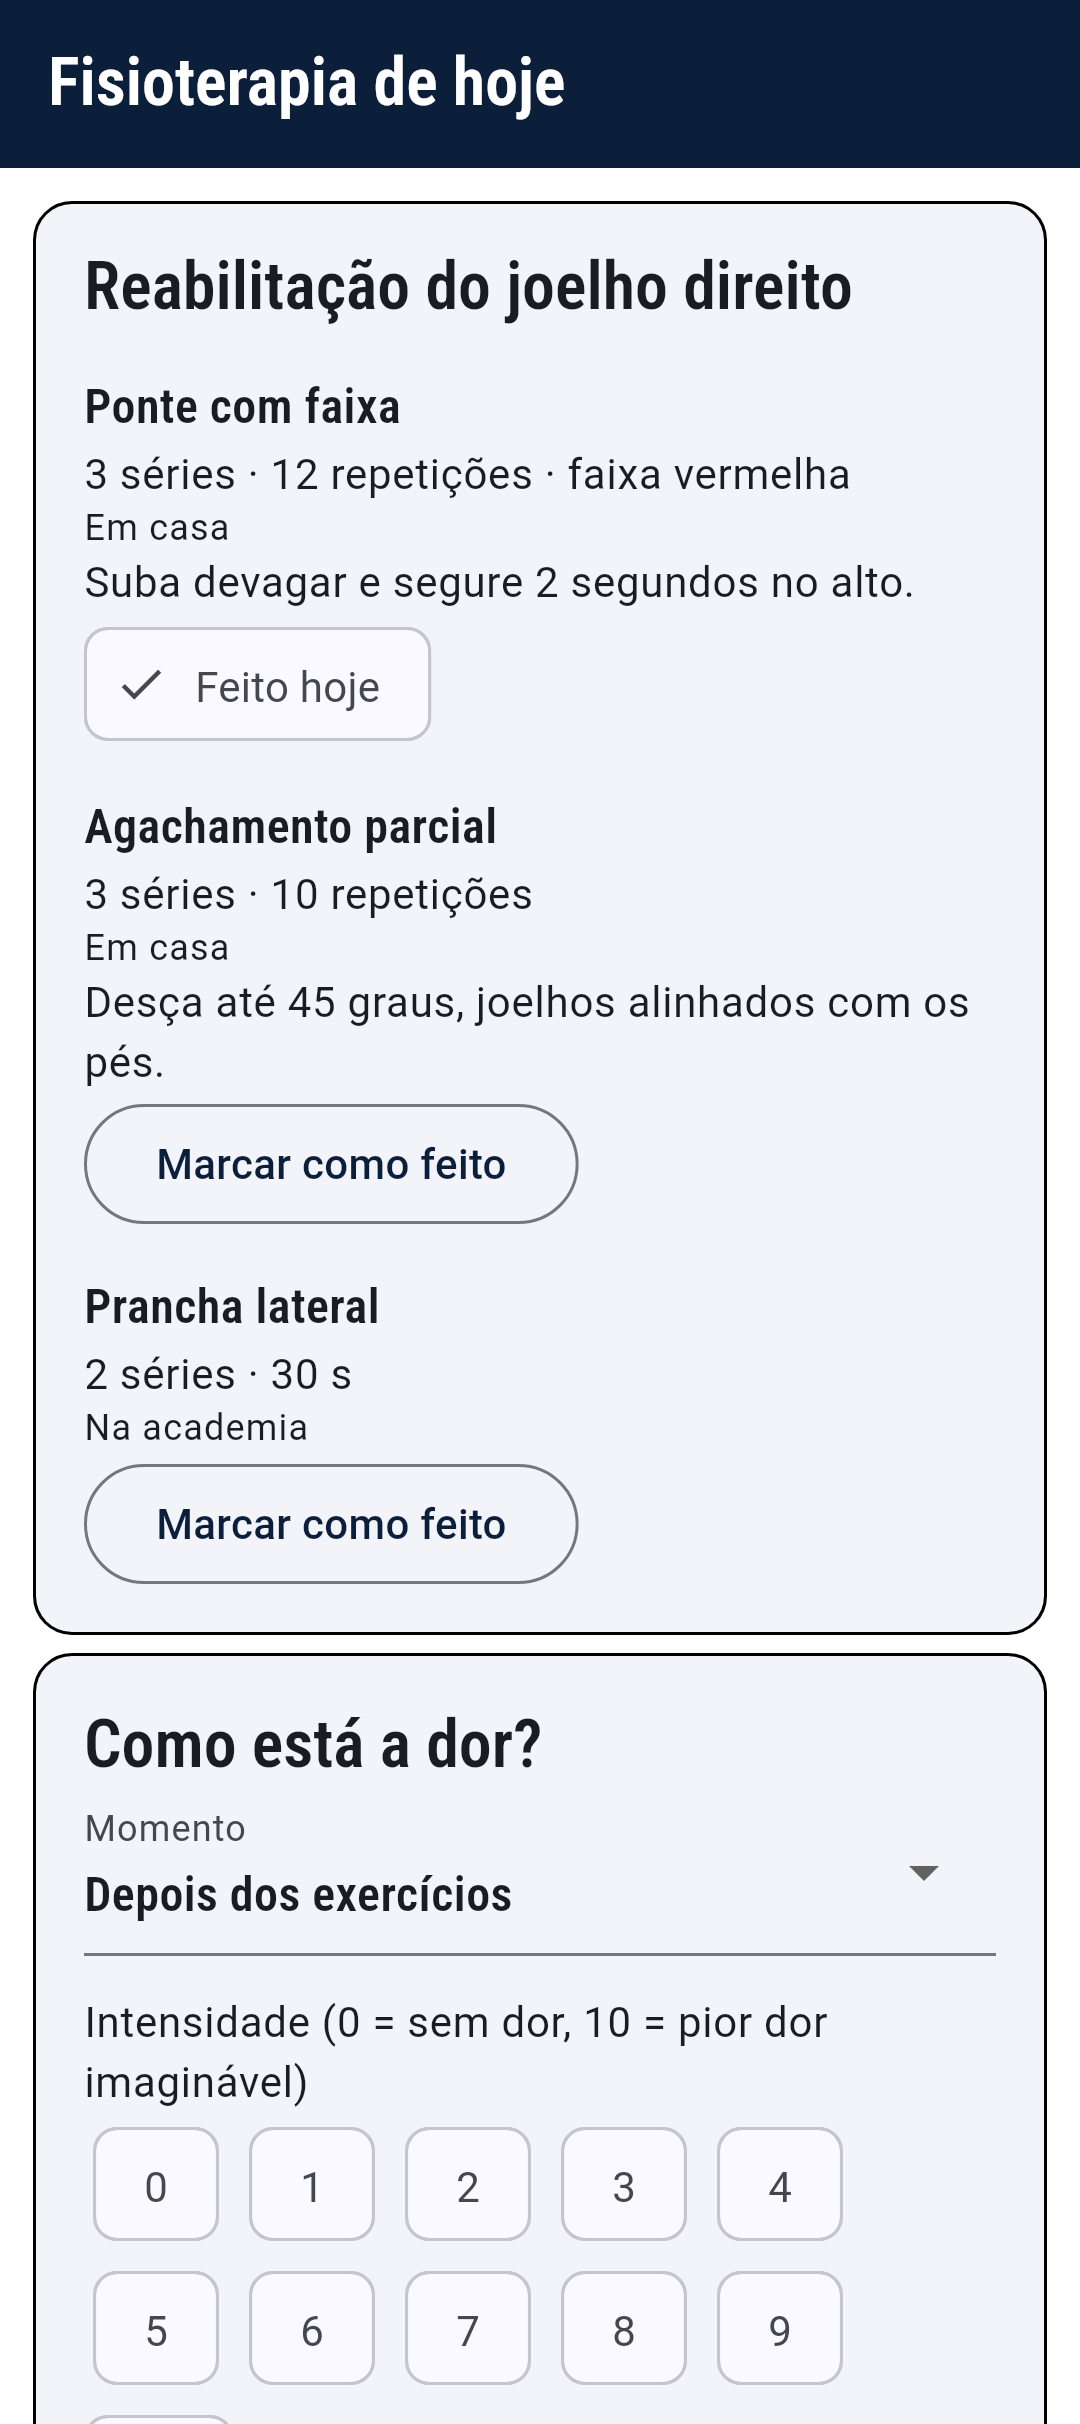 Fisioterapia de hoje
Reabilitação do joelho direito
Ponte com faixa
3 séries · 12 repetições · faixa vermelha
Em casa
Suba devagar e segure 2 segundos no alto.
Feito hoje
Agachamento parcial
3 séries · 10 repetições
Em casa
Desça até 45 graus, joelhos alinhados com os
pés.
Marcar como feito
Prancha lateral
2 séries · 30 s
Na academia
Marcar como feito
Como está a dor?
Momento
Depois dos exercícios
Intensidade (0 = sem dor, 10 = pior dor
imaginável)
0 1 2 3 4
5 6 7 8 9